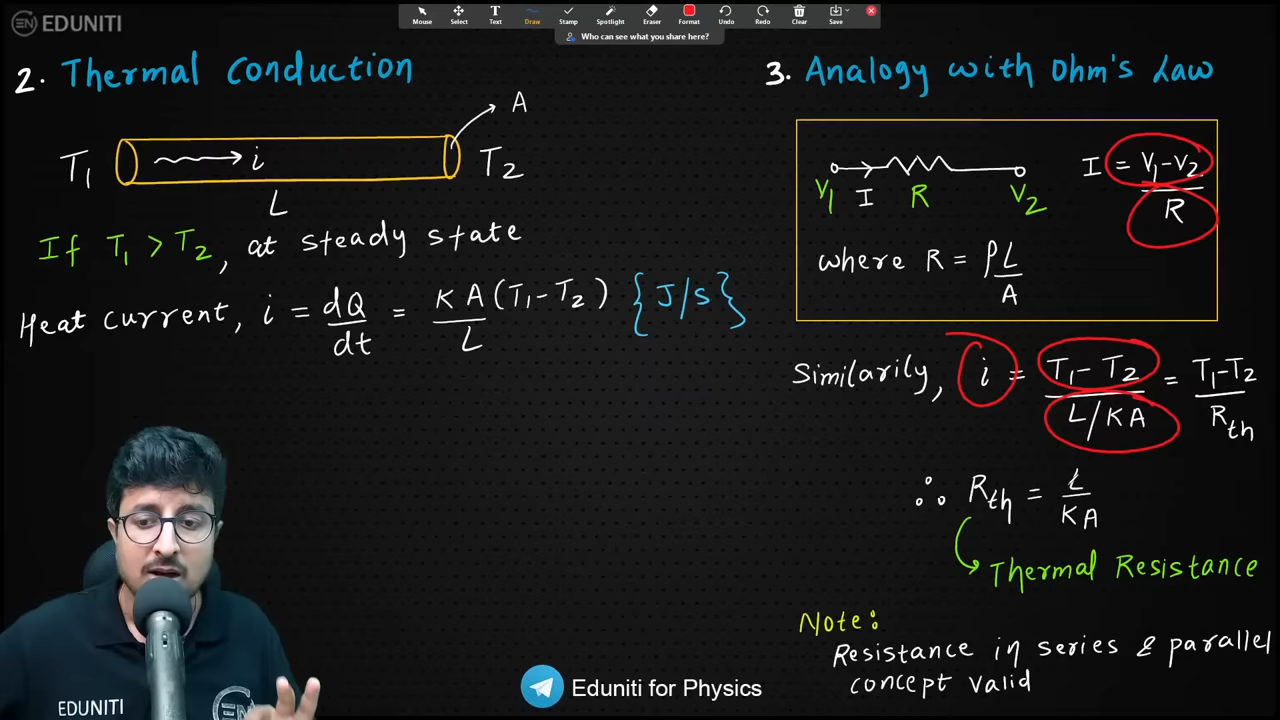 EDUNITI
Mouse Select Text Draw Stamp Spotlight Eraser Format Undo Redo Clear Save
Who can see what you share here?
2. Thermal Conduction
A
T1 i T2
L
If T1 > T2, at steady state
Heat current, i = dQ/dt = KA(T1-T2)/L {J/s}
3. Analogy with Ohm's Law
V1 I R V2
I = V1-V2/R
where R = ρL/A
Similarily, i = T1-T2/L/KA = T1-T2/Rth
∴ Rth = L/KA
Thermal Resistance
Note:
Resistance in series & parallel
concept valid
EDUNITI
Eduniti for Physics